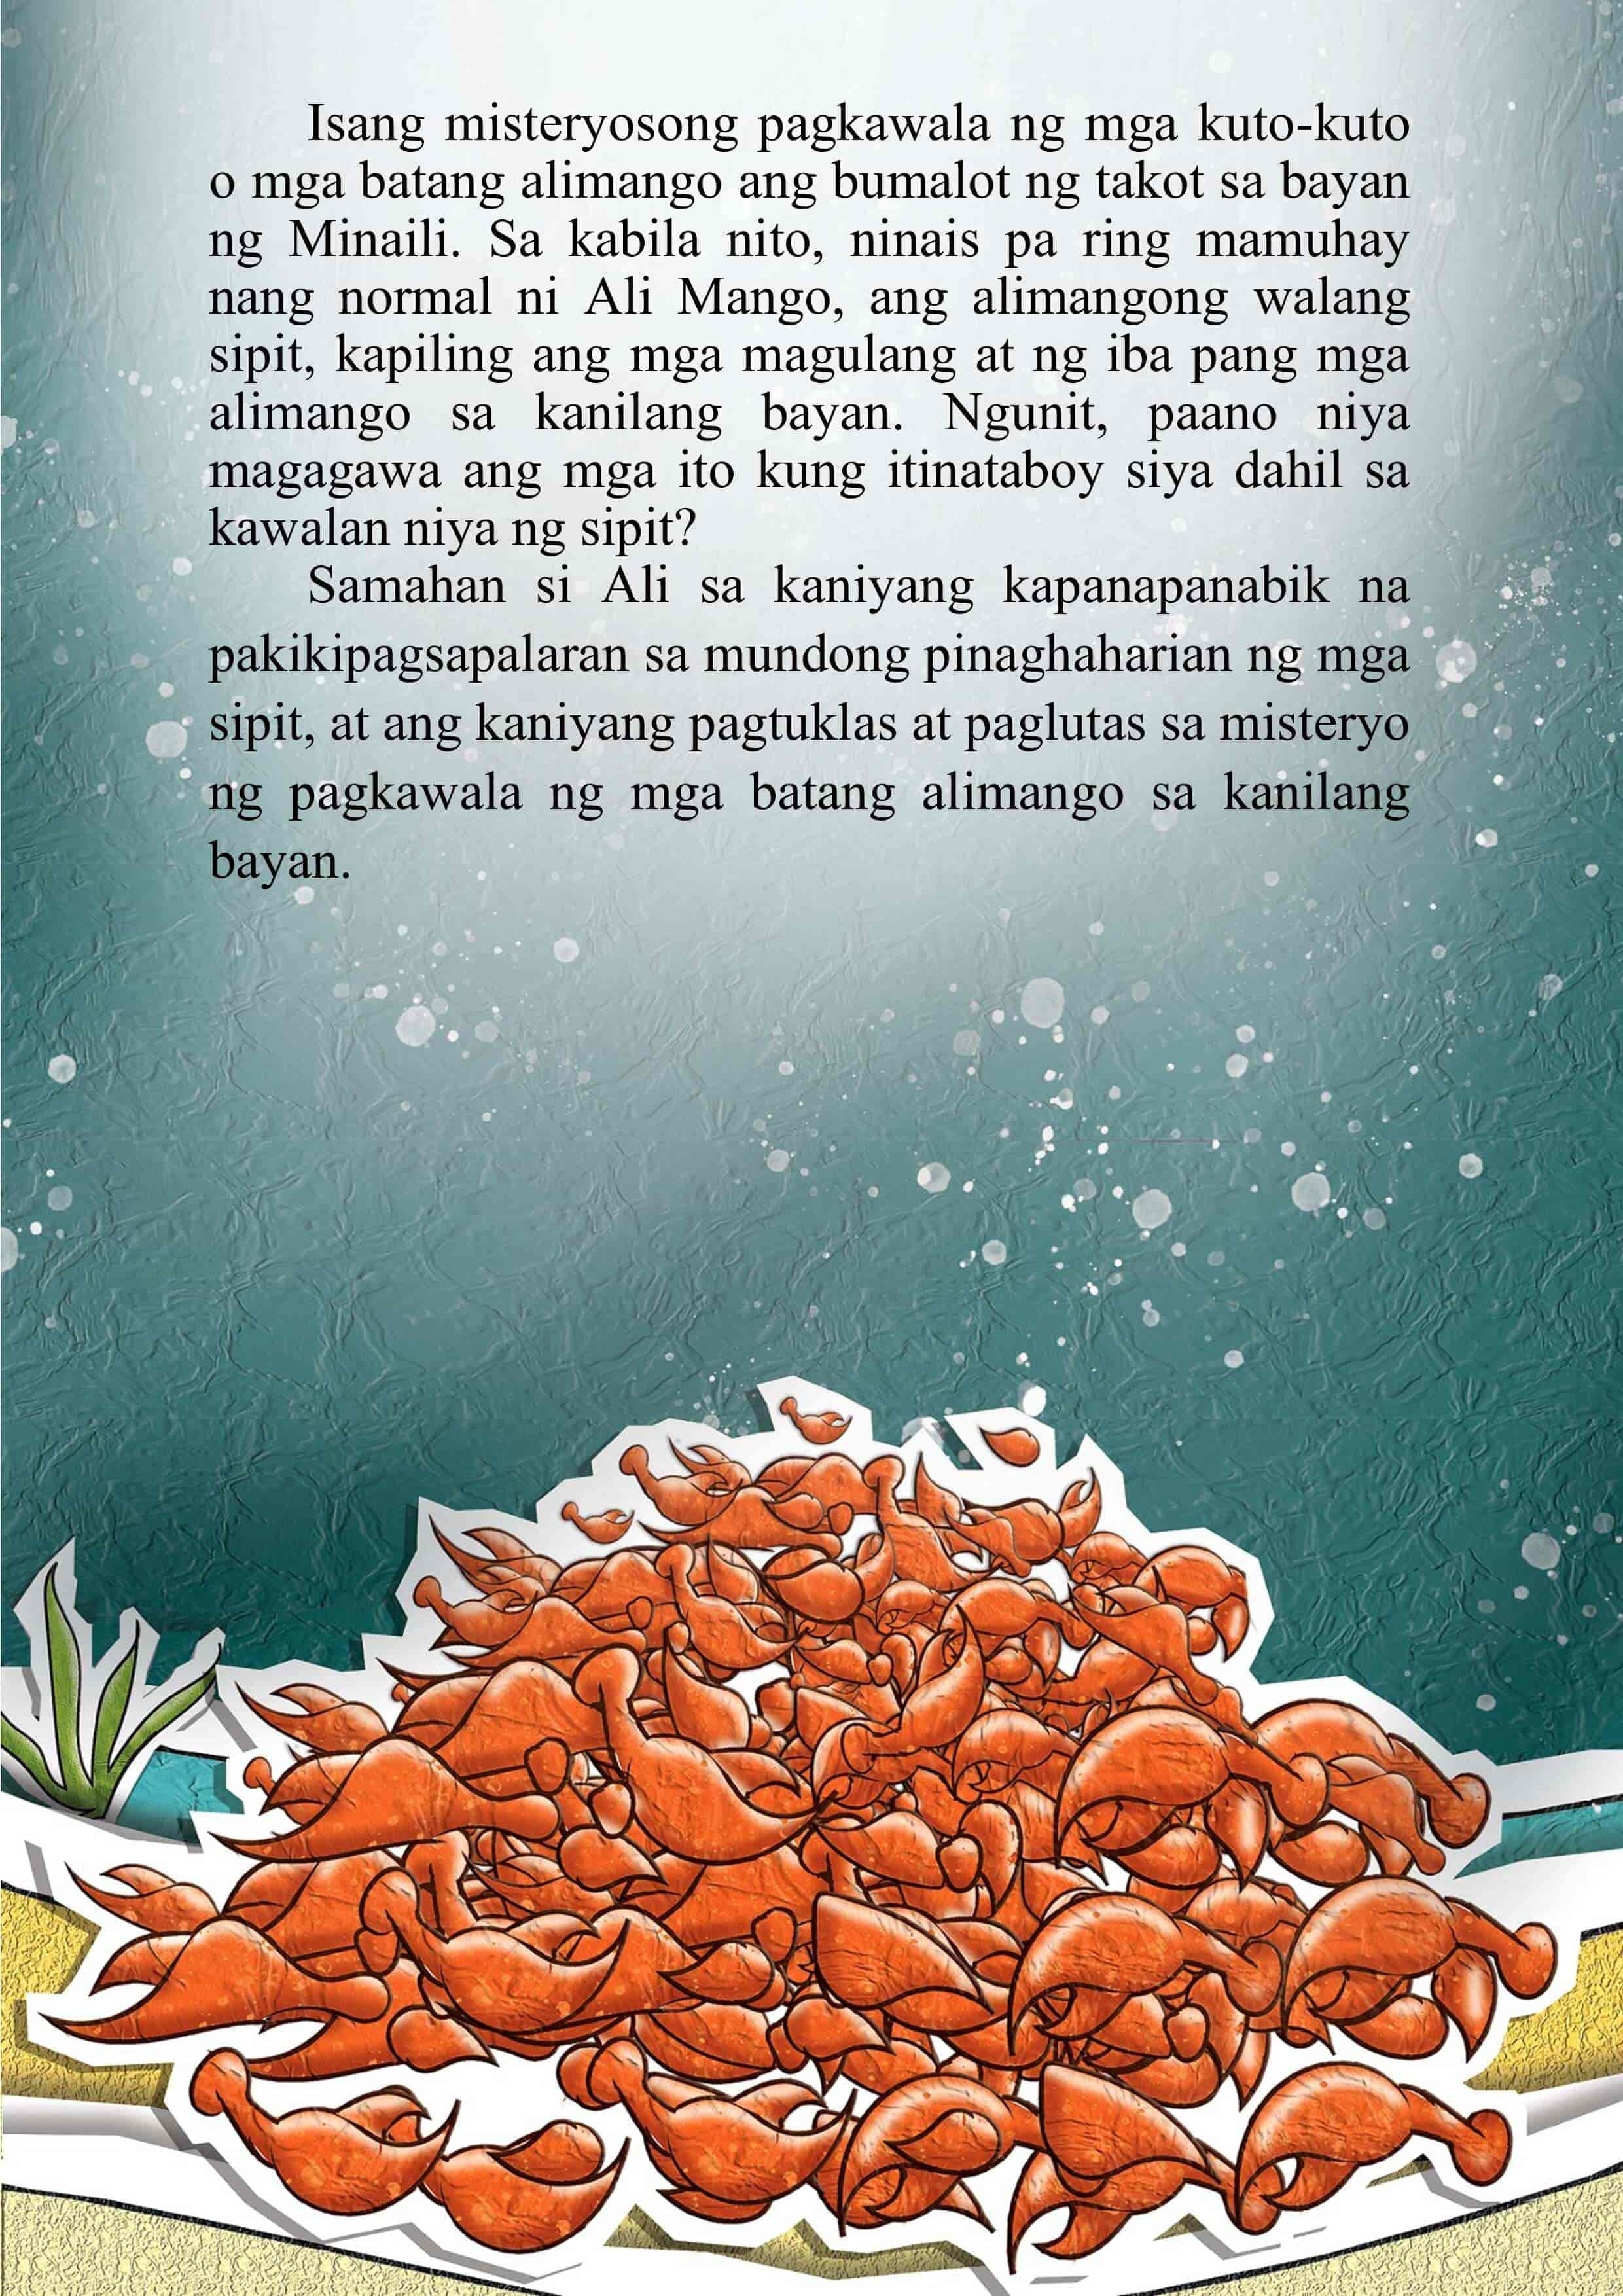 Isang misteryosong pagkawala ng mga kuto-kuto
o mga batang alimango ang bumalot ng takot sa bayan
ng Minaili. Sa kabila nito, ninais pa ring mamuhay
nang normal ni Ali Mango, ang alimangong walang
sipit, kapiling ang mga magulang at ng iba pang mga
alimango sa kanilang bayan. Ngunit, paano niya
magagawa ang mga ito kung itinataboy siya dahil sa
kawalan niya ng sipit?
Samahan si Ali sa kaniyang kapanapanabik na
pakikipagsapalaran sa mundong pinaghaharian ng mga
sipit, at ang kaniyang pagtuklas at paglutas sa misteryo
ng pagkawala ng mga batang alimango sa kanilang
bayan.